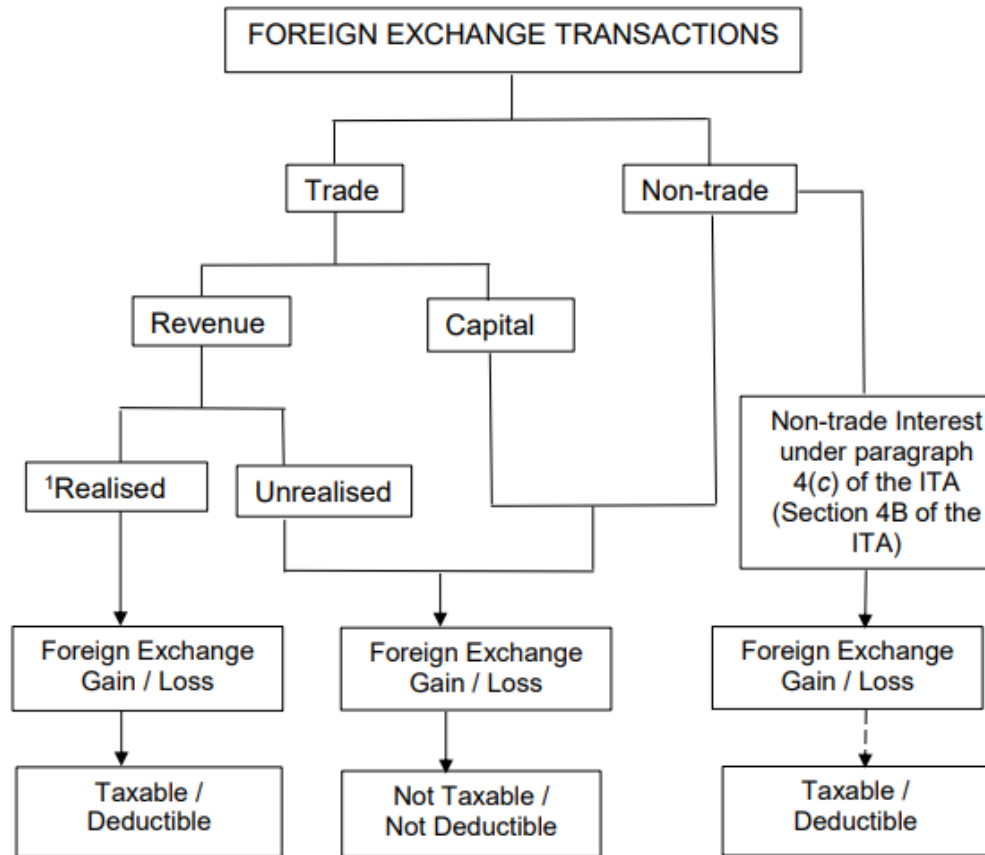 FOREIGN EXCHANGE TRANSACTIONS
Trade
Non-trade
Revenue
Capital
Non-trade Interest
under paragraph
4(c) of the ITA
(Section 4B of the
ITA)
¹Realised
Unrealised
Foreign Exchange
Gain / Loss
Foreign Exchange
Gain / Loss
Foreign Exchange
Gain / Loss
Taxable /
Deductible
Not Taxable /
Not Deductible
Taxable /
Deductible